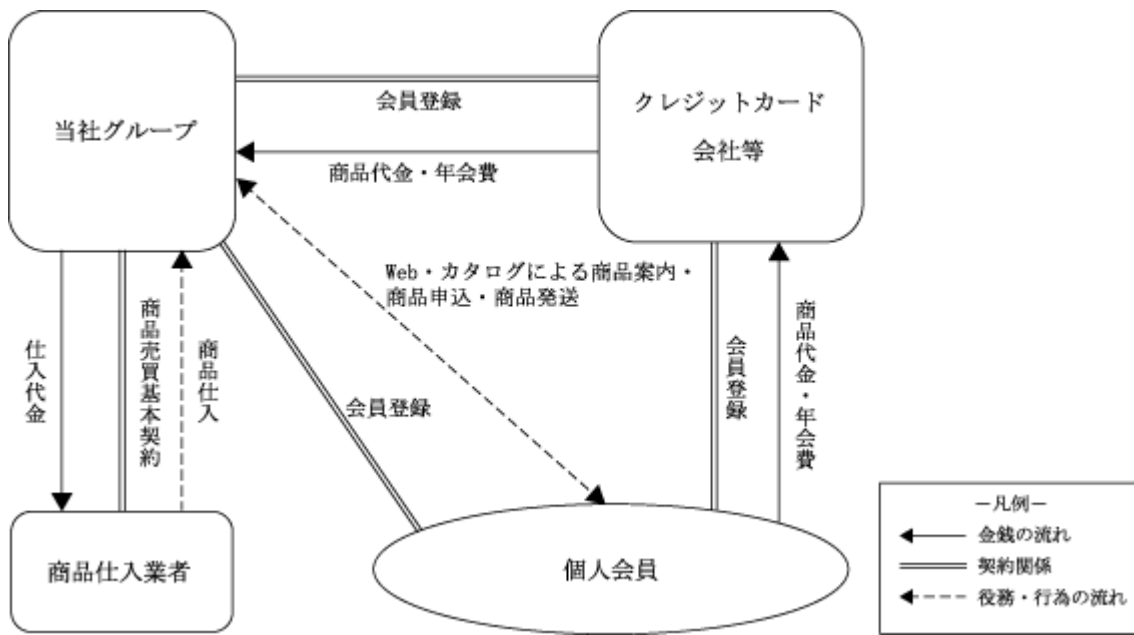 当社グループ
クレジットカード
会社等
会員登録
商品代金・年会費
Web・カタログによる商品案内・
商品申込・商品発送
仕入代金
商品売買基本契約
商品仕入
会員登録
会員登録
商品代金・年会費
商品仕入業者
個人会員
－凡例－
金銭の流れ
契約関係
役務・行為の流れ